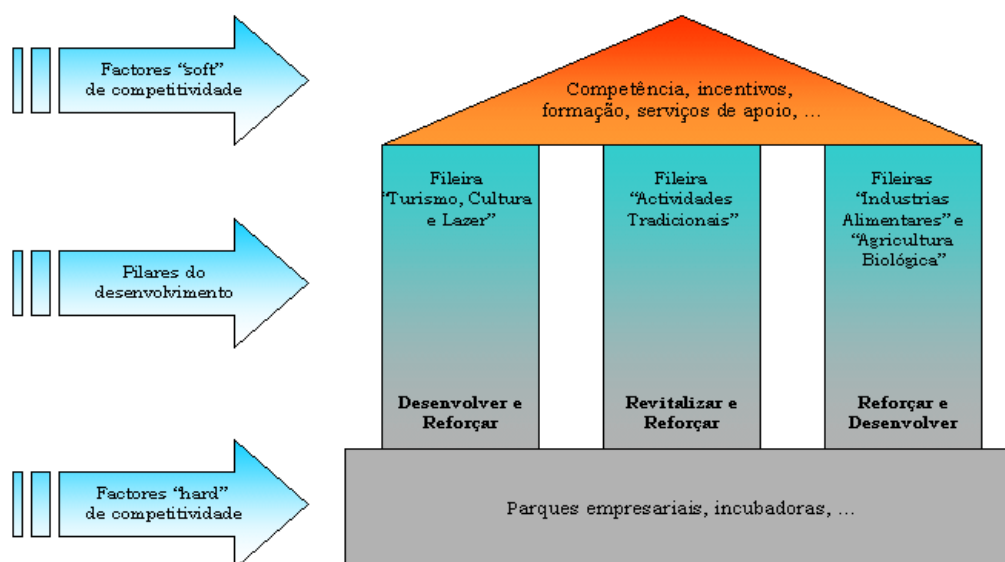 Factores “soft”
de competitividade
Competência, incentivos,
formação, serviços de apoio, ...
Fileira
“Turismo, Cultura
e Lazer”
Fileira
“Actividades
Tradicionais”
Fileiras
“Industrias
Alimentares” e
“Agricultura
Biológica”
Pilares do
desenvolvimento
Desenvolver e
Reforçar
Revitalizar e
Reforçar
Reforçar e
Desenvolver
Factores “hard”
de competitividade
Parques empresariais, incubadoras, ...